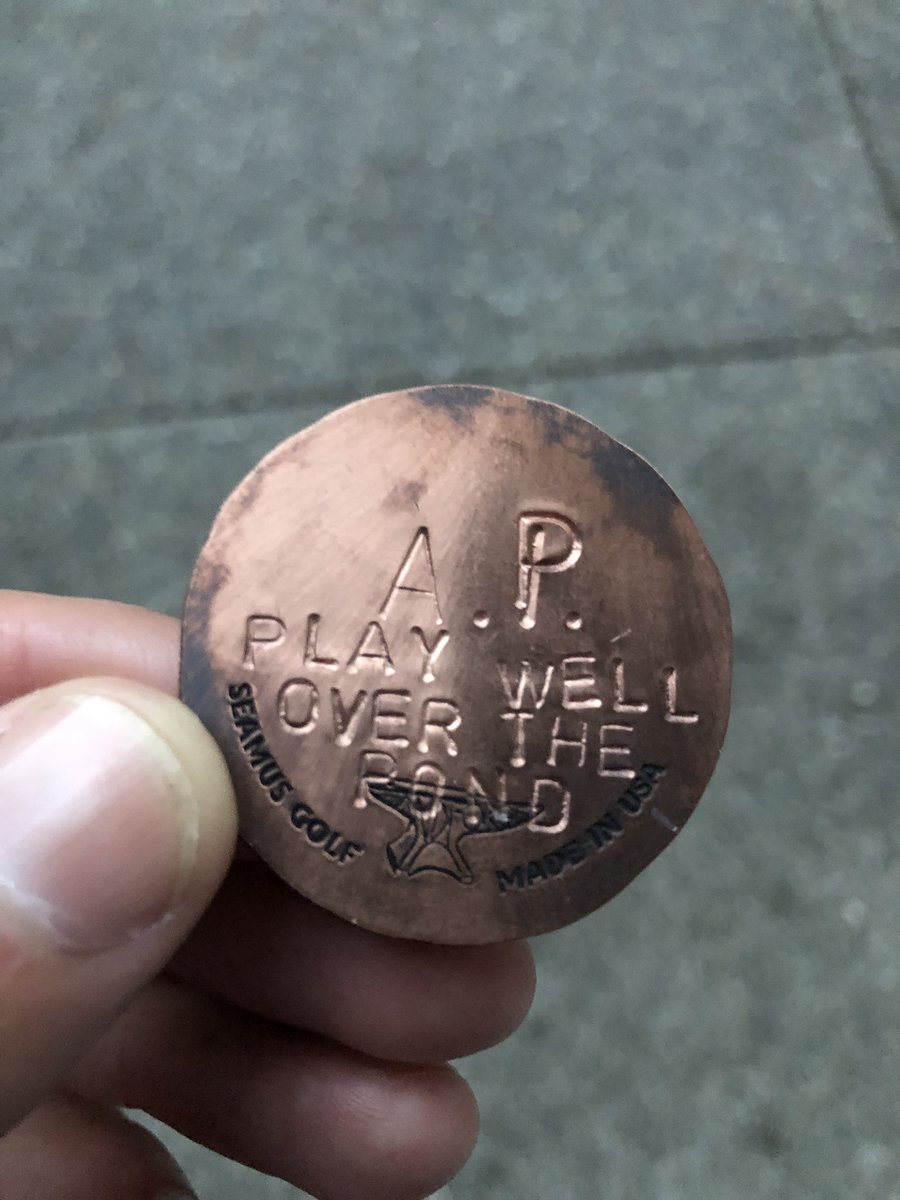 A.P.
PLAY WELL
OVER THE
POND
SEAMUS GOLF
MADE IN USA